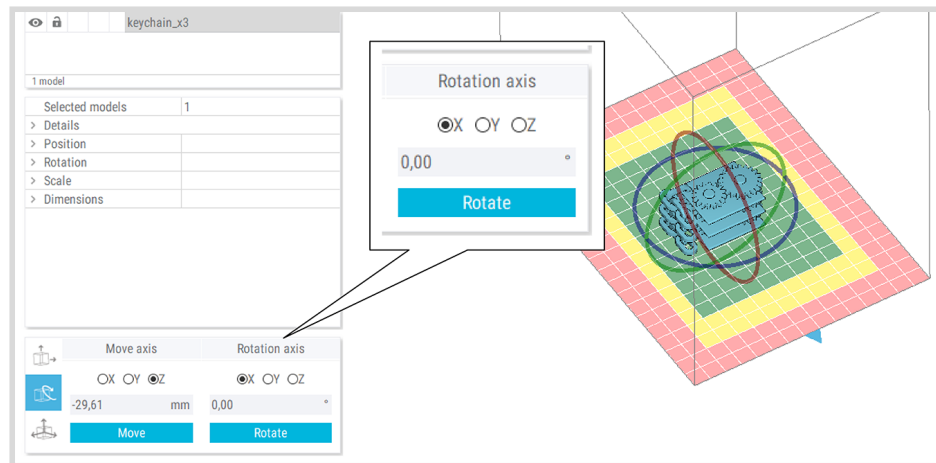 keychain_x3
1 model
Selected models 1
> Details
> Position
> Rotation
> Scale
> Dimensions
Rotation axis
X Y Z
0,00 °
Rotate
Move axis Rotation axis
X Y Z X Y Z
-29,61 mm 0,00 °
Move Rotate